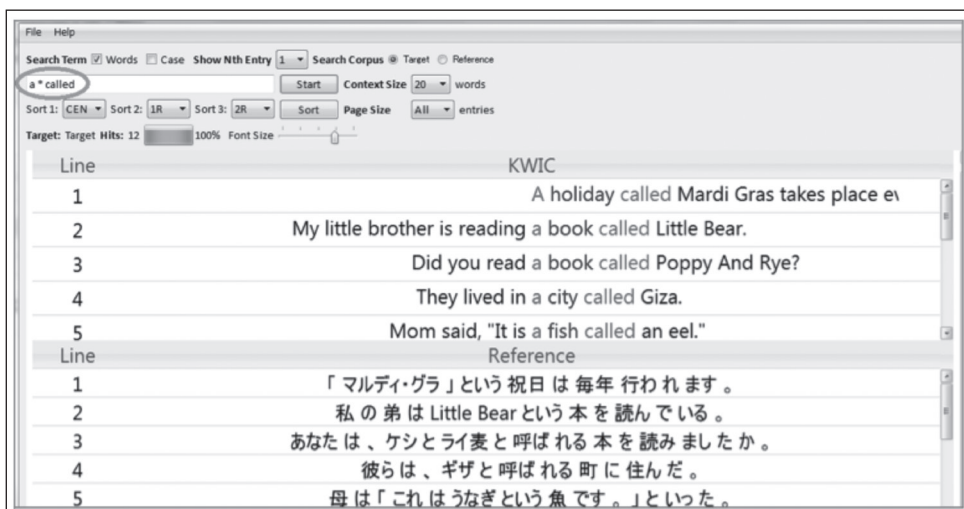 File Help
Search Term Words Case Show Nth Entry 1 Search Corpus Target Reference
a * called Start Context Size 20 words
Sort 1: CEN Sort 2: 1R Sort 3: 2R Sort Page Size All entries
Target: Target Hits: 12 100% Font Size
Line KWIC
1 A holiday called Mardi Gras takes place ev
2 My little brother is reading a book called Little Bear.
3 Did you read a book called Poppy And Rye?
4 They lived in a city called Giza.
5 Mom said, "It is a fish called an eel."
Line Reference
1 「 マルディ・グラ 」 という 祝日 は 毎年 行わ れ ます 。
2 私 の 弟 は Little Bear という 本 を 読ん で いる 。
3 あなた は 、 ケシ と ライ麦 と 呼ば れる 本 を 読み まし た か 。
4 彼ら は 、 ギザ と 呼ば れる 町 に 住ん だ 。
5 母 は 「 これ は うなぎ という 魚 です 。 」 と いっ た 。